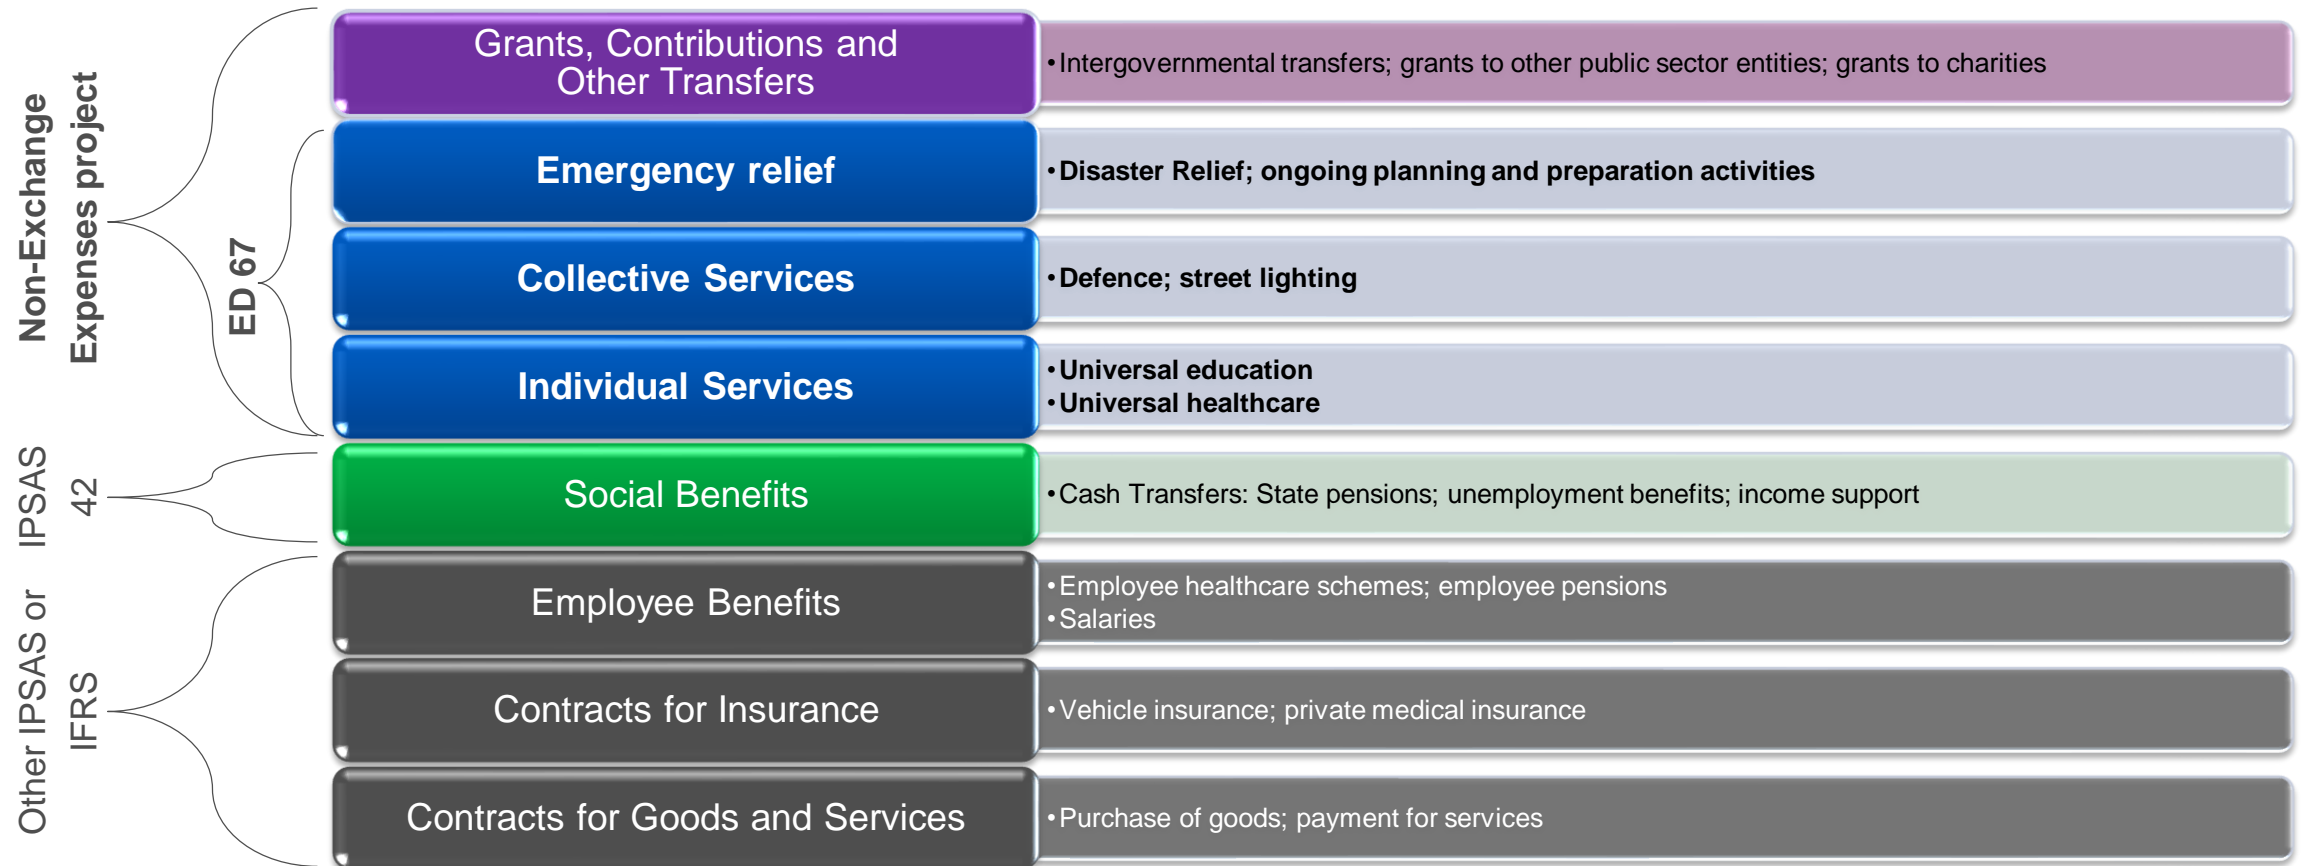 Non-Exchange
Expenses project
ED 67
IPSAS
42
Other IPSAS or
IFRS
Grants, Contributions and
Other Transfers
•Intergovernmental transfers; grants to other public sector entities; grants to charities
Emergency relief
•Disaster Relief; ongoing planning and preparation activities
Collective Services
•Defence; street lighting
Individual Services
•Universal education
•Universal healthcare
Social Benefits
•Cash Transfers: State pensions; unemployment benefits; income support
Employee Benefits
•Employee healthcare schemes; employee pensions
•Salaries
Contracts for Insurance
•Vehicle insurance; private medical insurance
Contracts for Goods and Services
•Purchase of goods; payment for services